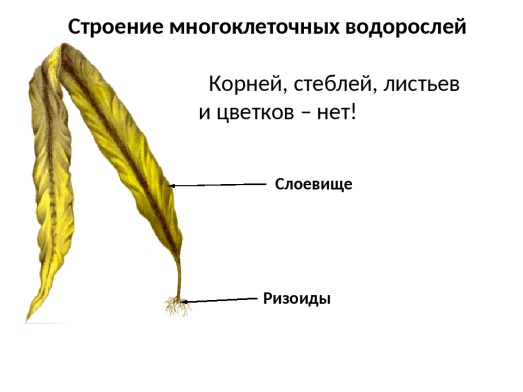 Строение многоклеточных водорослей
Корней, стеблей, листьев
и цветков – нет!
Слоевище
Ризоиды